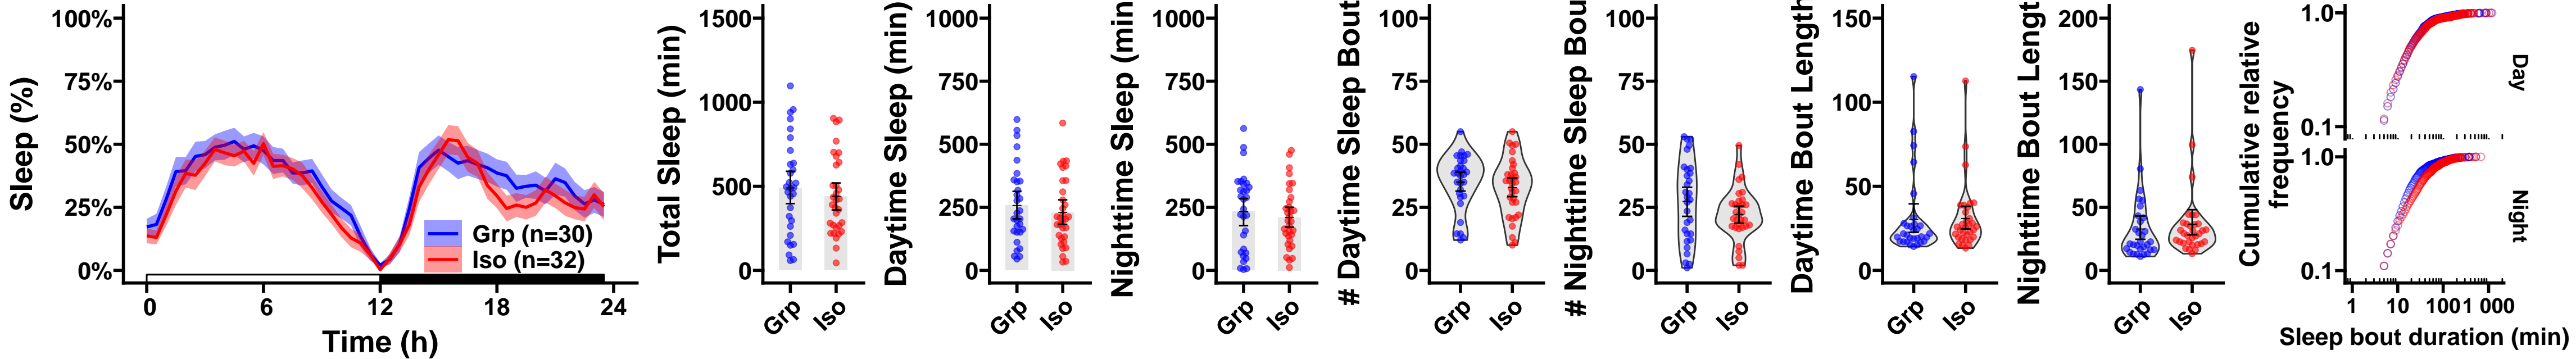 Sleep (%)
100%
75%
50%
25%
0%
0 6 12 18 24
Time (h)
Grp (n=30)
Iso (n=32)
Total Sleep (min)
1500
1000
500
0
Grp Iso
Daytime Sleep (min)
1000
750
500
250
0
Grp Iso
Nighttime Sleep (min
1000
750
500
250
0
Grp Iso
# Daytime Sleep Bout
100
75
50
25
0
Grp Iso
# Nighttime Sleep Bou
100
75
50
25
0
Grp Iso
Daytime Bout Length
150
100
50
0
Grp Iso
Nighttime Bout Lengt
200
150
100
50
0
Grp Iso
Cumulative relative
frequency
1.0
0.1
Day
1.0
0.1
Night
1 10 100 1 000
Sleep bout duration (min)